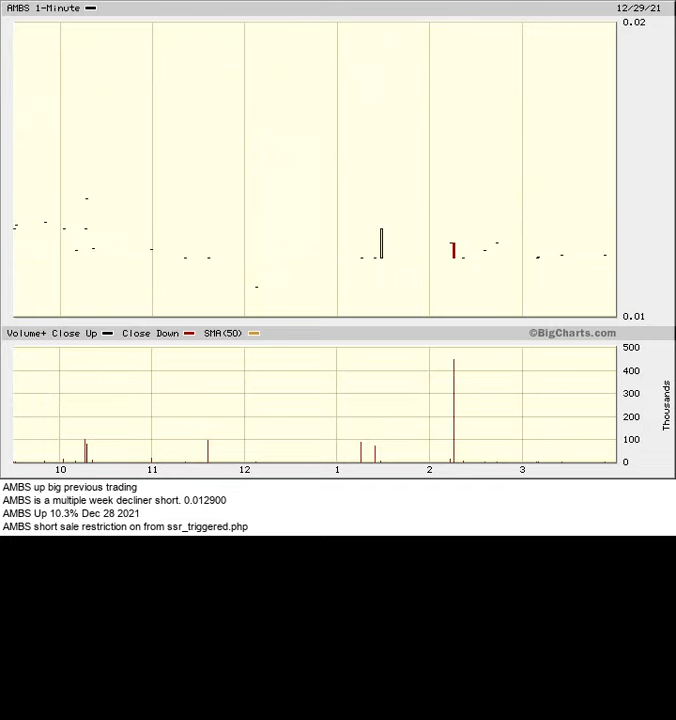 AMBS 1-Minute 12/29/21
0.02
0.01
Volume+ Close Up Close Down SMA(50) ©BigCharts.com
500
400
300
200
100
0
Thousands
10 11 12 1 2 3
AMBS up big previous trading
AMBS is a multiple week decliner short. 0.012900
AMBS Up 10.3% Dec 28 2021
AMBS short sale restriction on from ssr_triggered.php